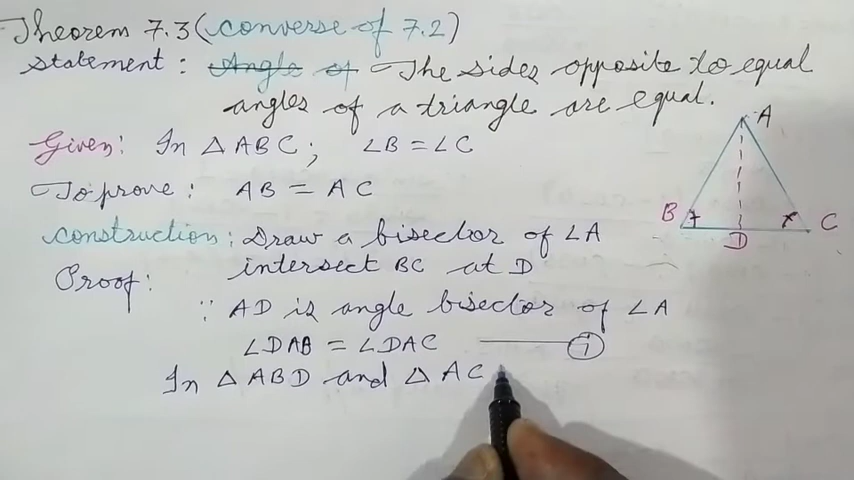 Theorem 7.3 (converse of 7.2)
Statement: Angle of The sides opposite to equal
angles of a triangle are equal.
Given: In △ABC; ∠B = ∠C
To prove: AB = AC
Construction: Draw a bisector of ∠A
intersect BC at D
Proof:
∵ AD is angle bisector of ∠A
∠DAB = ∠DAC —— (i)
In △ABD and △AC
A
B
C
D